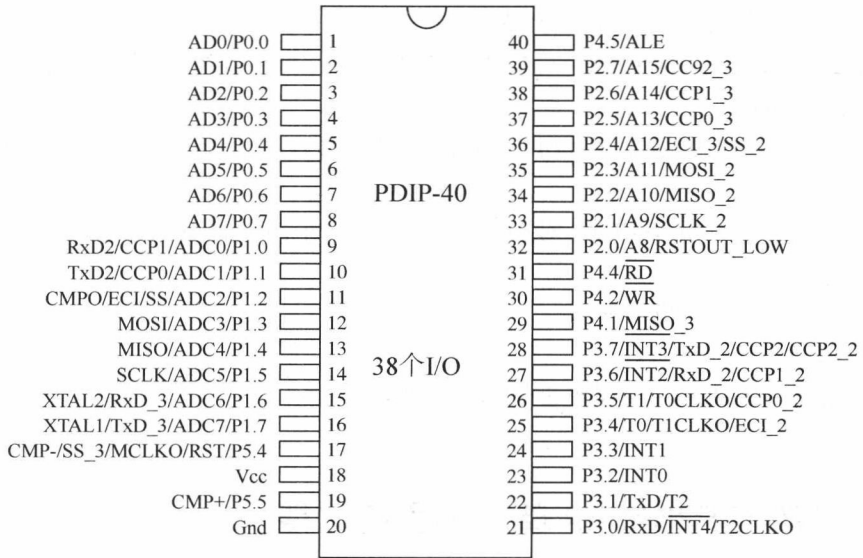 AD0/P0.0 1 40 P4.5/ALE
AD1/P0.1 2 39 P2.7/A15/CC92_3
AD2/P0.2 3 38 P2.6/A14/CCP1_3
AD3/P0.3 4 37 P2.5/A13/CCP0_3
AD4/P0.4 5 36 P2.4/A12/ECI_3/SS_2
AD5/P0.5 6 35 P2.3/A11/MOSI_2
AD6/P0.6 7 PDIP-40 34 P2.2/A10/MISO_2
AD7/P0.7 8 33 P2.1/A9/SCLK_2
RxD2/CCP1/ADC0/P1.0 9 32 P2.0/A8/RSTOUT_LOW
TxD2/CCP0/ADC1/P1.1 10 31 P4.4/RD
CMPO/ECI/SS/ADC2/P1.2 11 30 P4.2/WR
MOSI/ADC3/P1.3 12 29 P4.1/MISO_3
MISO/ADC4/P1.4 13 28 P3.7/INT3/TxD_2/CCP2/CCP2_2
SCLK/ADC5/P1.5 14 38个I/O 27 P3.6/INT2/RxD_2/CCP1_2
XTAL2/RxD_3/ADC6/P1.6 15 26 P3.5/T1/T0CLKO/CCP0_2
XTAL1/TxD_3/ADC7/P1.7 16 25 P3.4/T0/T1CLKO/ECI_2
CMP-/SS_3/MCLKO/RST/P5.4 17 24 P3.3/INT1
Vcc 18 23 P3.2/INT0
CMP+/P5.5 19 22 P3.1/TxD/T2
Gnd 20 21 P3.0/RxD/INT4/T2CLKO